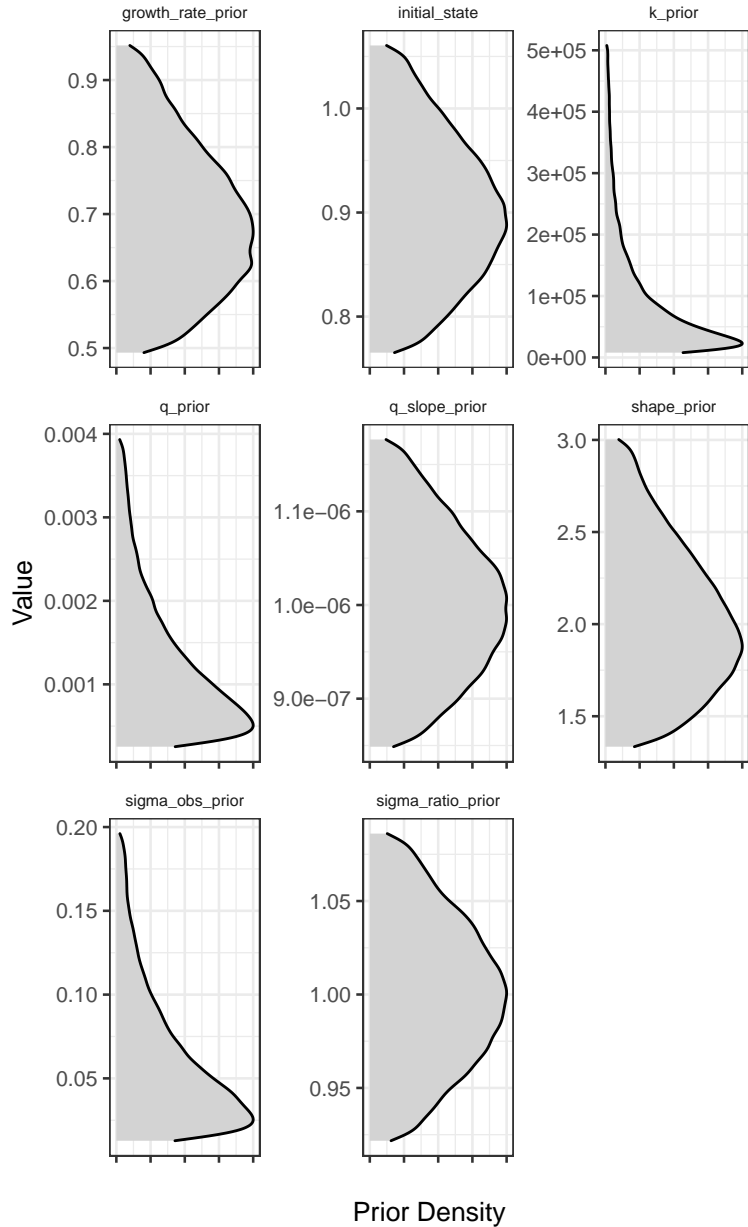 growth_rate_prior
0.9
0.8
0.7
0.6
0.5
initial_state
1.0
0.9
0.8
k_prior
5e+05
4e+05
3e+05
2e+05
1e+05
0e+00
q_prior
0.004
0.003
0.002
0.001
q_slope_prior
1.1e−06
1.0e−06
9.0e−07
shape_prior
3.0
2.5
2.0
1.5
Value
sigma_obs_prior
0.20
0.15
0.10
0.05
sigma_ratio_prior
1.05
1.00
0.95
Prior Density